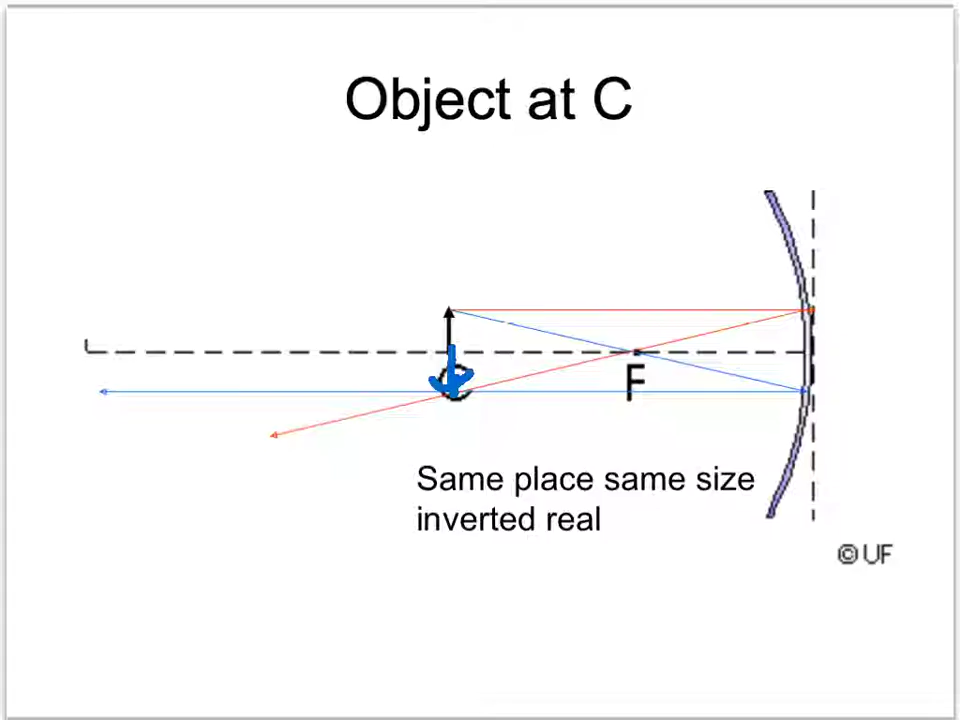 Object at C
C
F
Same place same size
inverted real
© UF